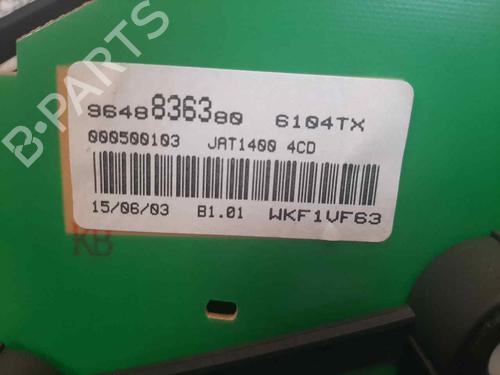 9648836380 6104TX
000500103 JAT1400 4CD
15/06/03 B1.01 WKF1VF63
KB
B-PARTS